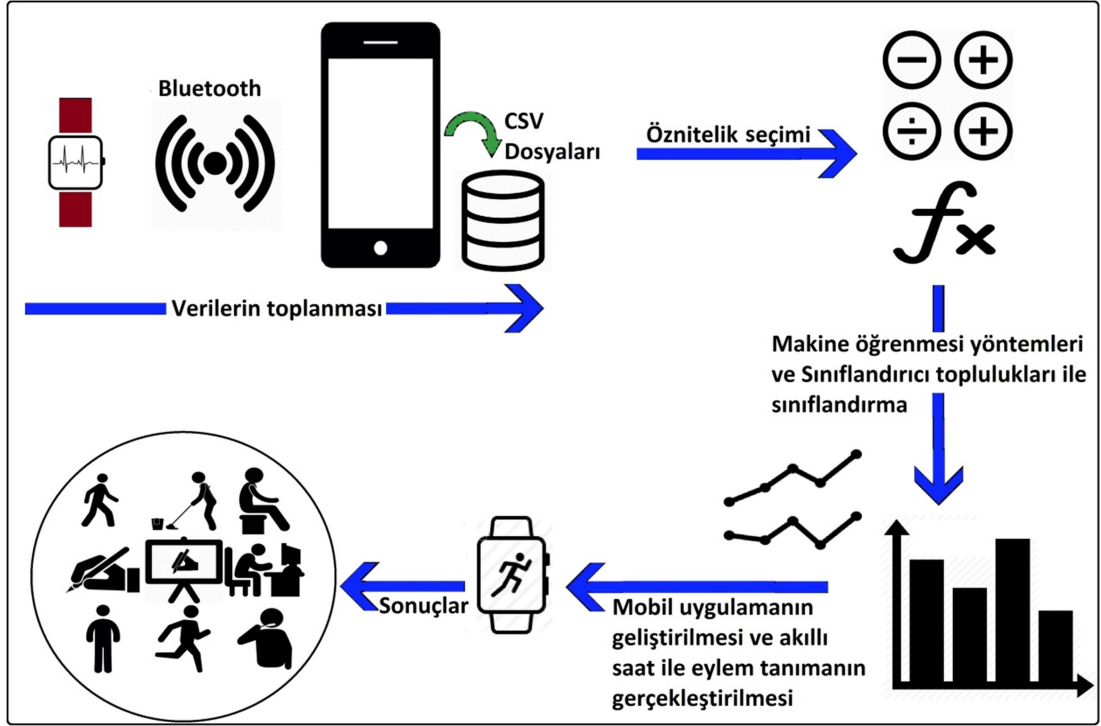 Bluetooth
CSV
Dosyaları
Öznitelik seçimi
fx
Verilerin toplanması
Makine öğrenmesi yöntemleri
ve Sınıflandırıcı toplulukları ile
sınıflandırma
Sonuçlar
Mobil uygulamanın
geliştirilmesi ve akıllı
saat ile eylem tanımanın
gerçekleştirilmesi